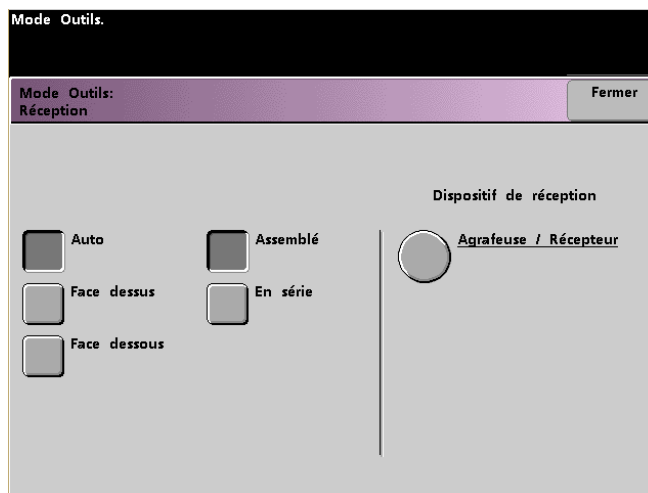 Mode Outils.
Mode Outils:
Réception
Fermer
Dispositif de réception
Auto
Assemblé
Agrafeuse / Récepteur
Face dessus
En série
Face dessous